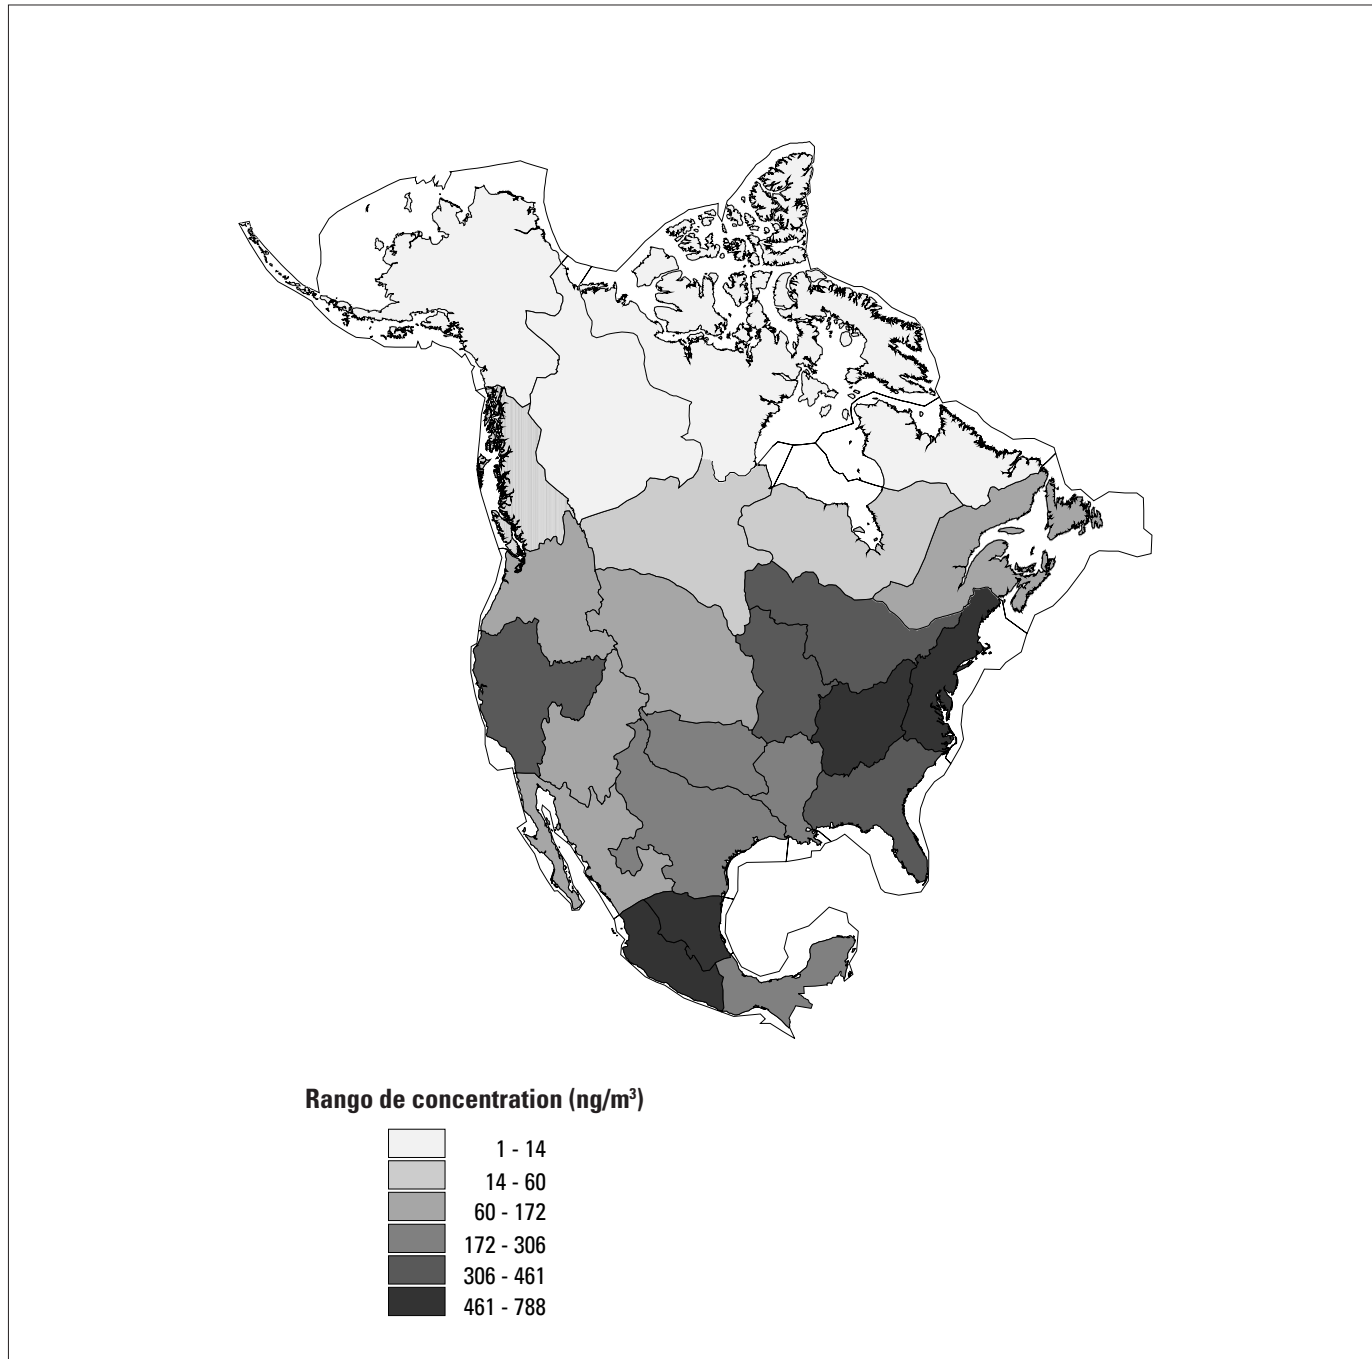 Rango de concentration (ng/m³)
1 - 14
14 - 60
60 - 172
172 - 306
306 - 461
461 - 788